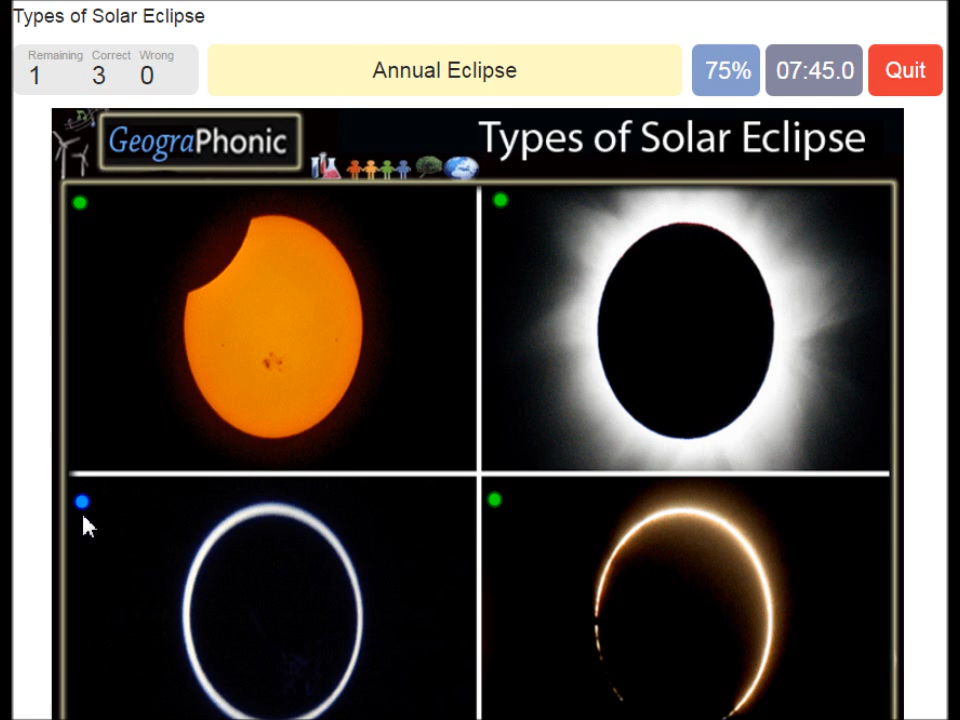 Types of Solar Eclipse
Remaining Correct Wrong
1 3 0
Annual Eclipse
75%
07:45.0
Quit
GeograPhonic
Types of Solar Eclipse